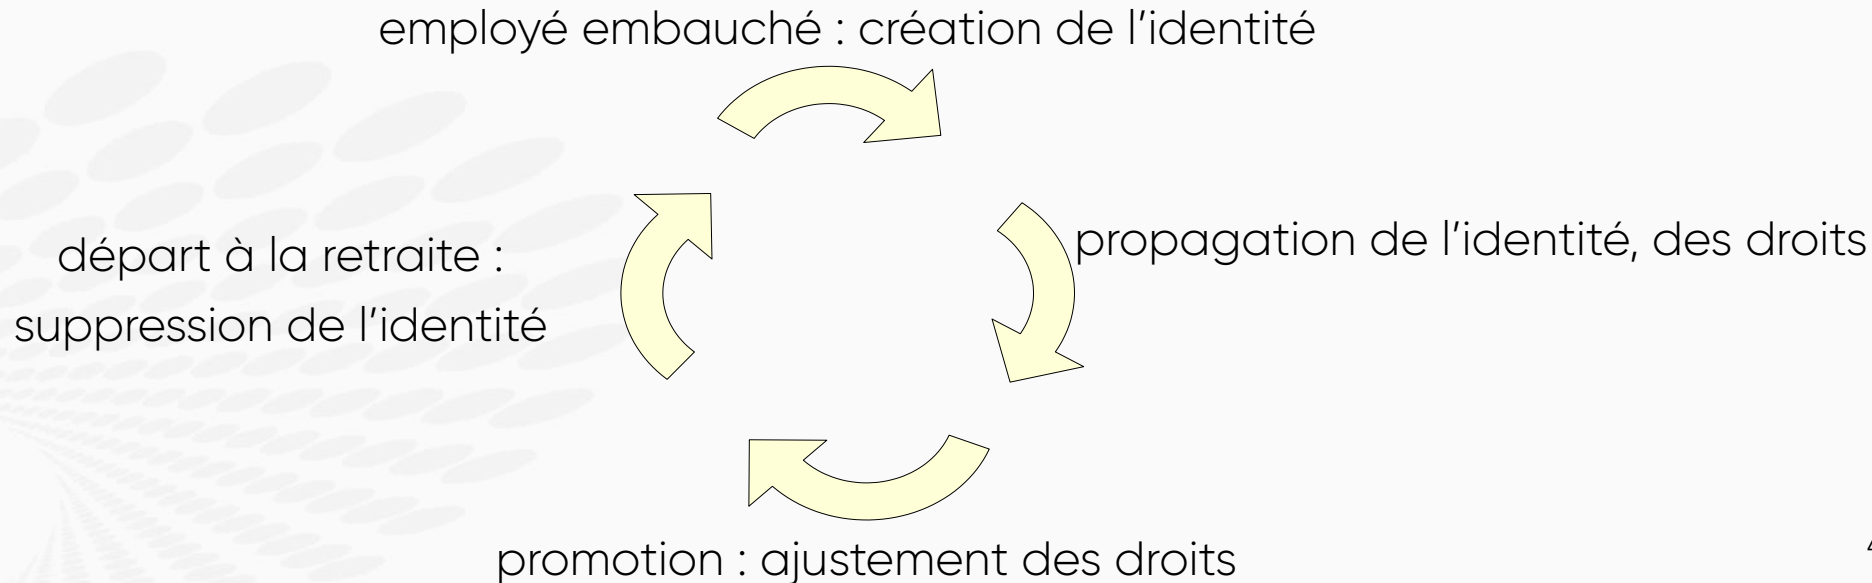 employé embauché : création de l'identité
propagation de l'identité, des droits
départ à la retraite :
suppression de l'identité
promotion : ajustement des droits